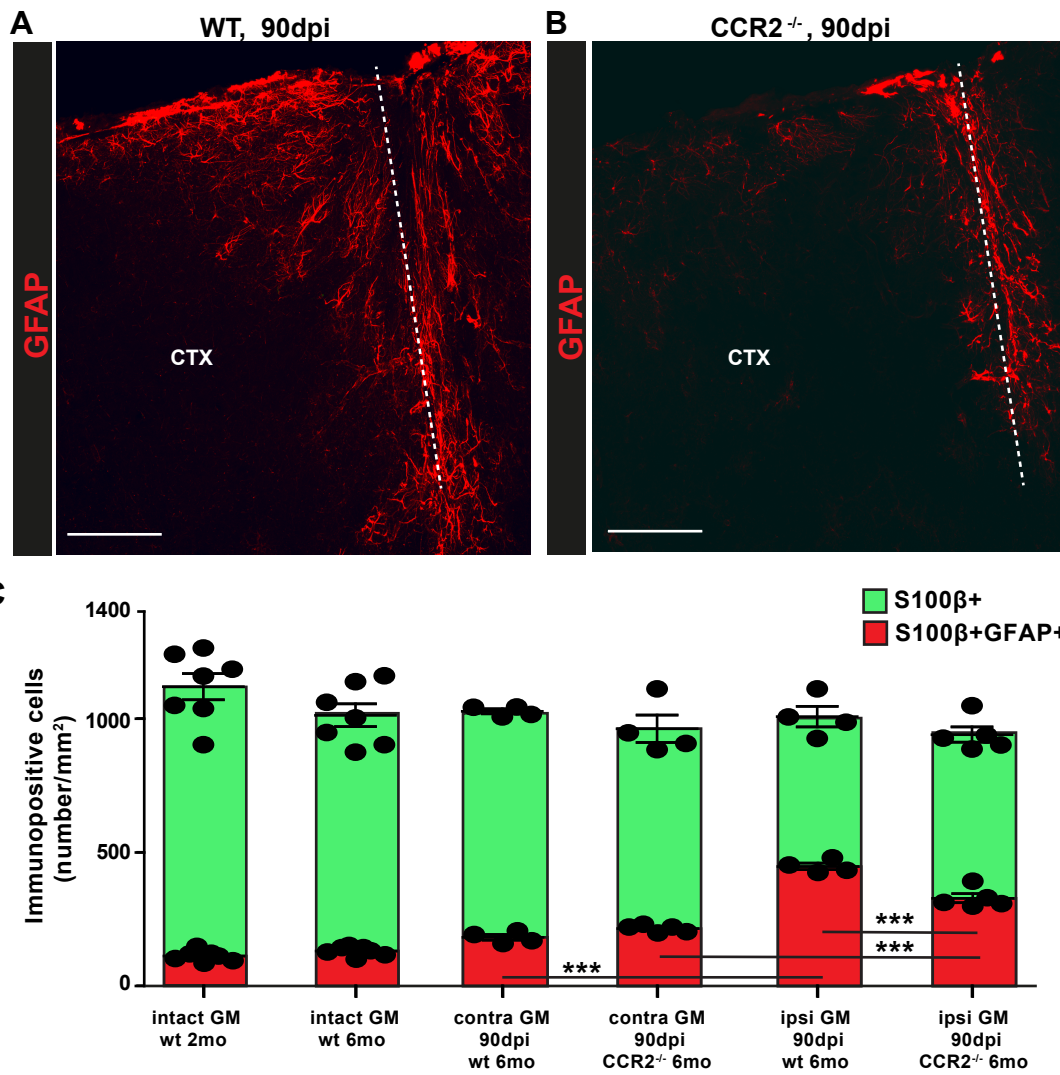 A WT, 90dpi
GFAP
CTX
B CCR2 -/-, 90dpi
GFAP
CTX
C
S100β+
S100β+GFAP+
Immunopositive cells
(number/mm²)
1400
1000
500
0
***
***
***
intact GM
wt 2mo
intact GM
wt 6mo
contra GM
90dpi
wt 6mo
contra GM
90dpi
CCR2-/- 6mo
ipsi GM
90dpi
wt 6mo
ipsi GM
90dpi
CCR2-/- 6mo